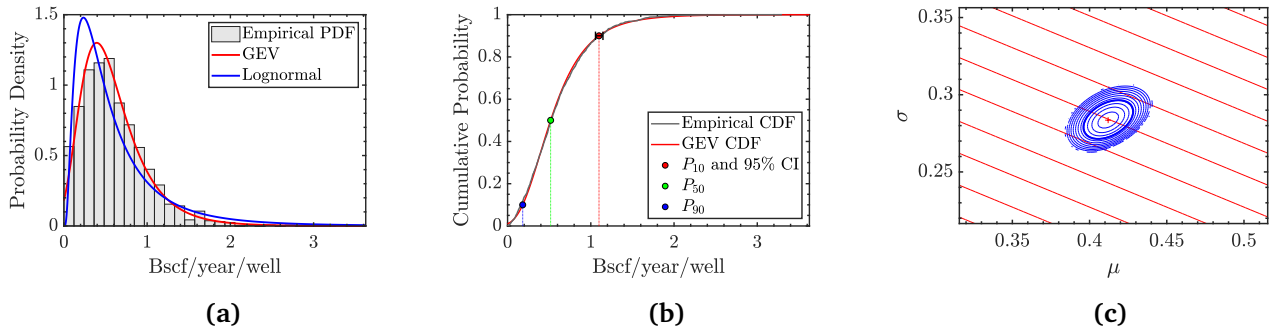 Probability Density
1.5
1
0.5
0
0
1
2
3
Bscf/year/well
Empirical PDF
GEV
Lognormal
(a)
Cumulative Probability
1
0.8
0.6
0.4
0.2
0
0
1
2
3
Bscf/year/well
Empirical CDF
GEV CDF
P10 and 95% CI
P50
P90
(b)
σ
0.35
0.3
0.25
0.35
0.4
0.45
0.5
μ
(c)